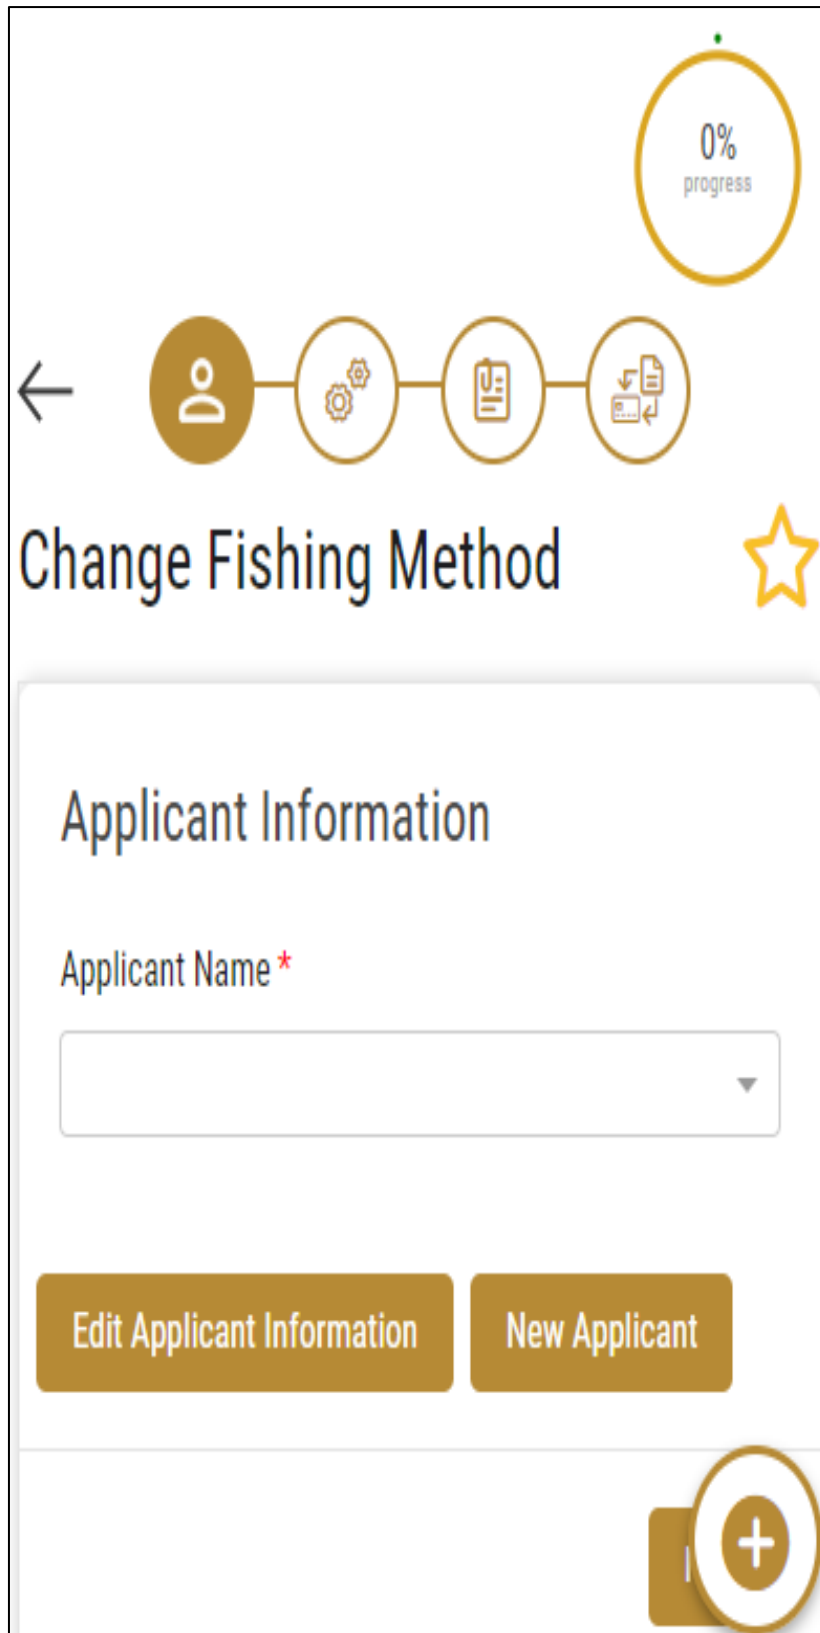 0%
progress
Change Fishing Method
Applicant Information
Applicant Name *
Edit Applicant Information
New Applicant